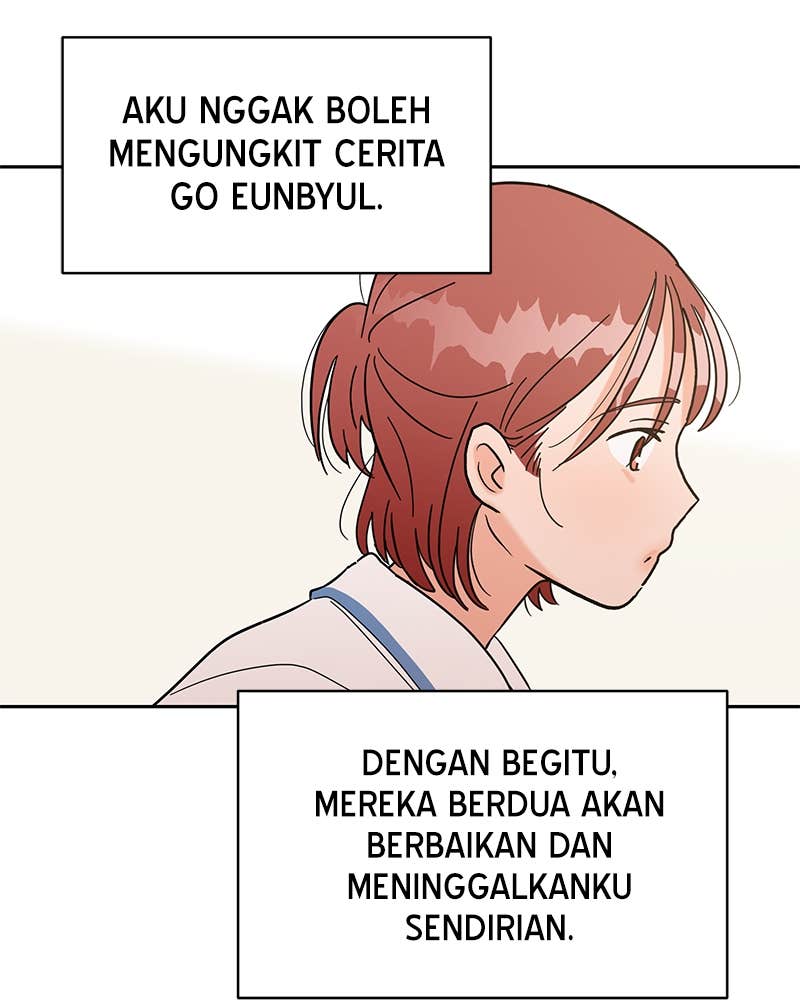 AKU NGGAK BOLEH
MENGUNGKIT CERITA
GO EUNBYUL.
DENGAN BEGITU,
MEREKA BERDUA AKAN
BERBAIKAN DAN
MENINGGALKANKU
SENDIRIAN.